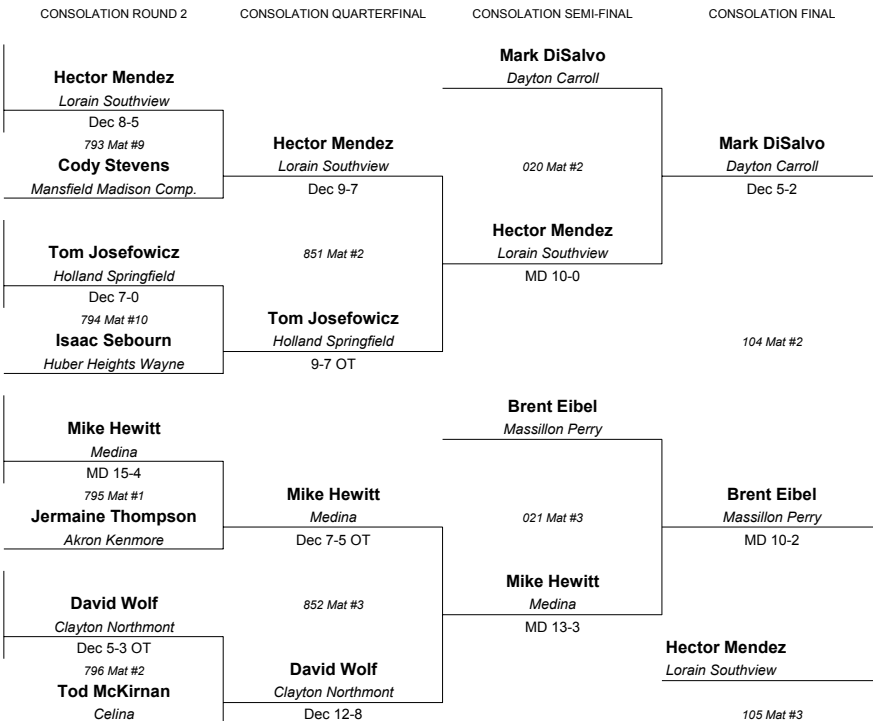 CONSOLATION ROUND 2
CONSOLATION QUARTERFINAL
CONSOLATION SEMI-FINAL
CONSOLATION FINAL
Hector Mendez
Lorain Southview
Dec 8-5
793 Mat #9
Cody Stevens
Mansfield Madison Comp.
Tom Josefowicz
Holland Springfield
Dec 7-0
794 Mat #10
Isaac Sebourn
Huber Heights Wayne
Mike Hewitt
Medina
MD 15-4
795 Mat #1
Jermaine Thompson
Akron Kenmore
David Wolf
Clayton Northmont
Dec 5-3 OT
796 Mat #2
Tod McKirnan
Celina
Hector Mendez
Lorain Southview
Dec 9-7
851 Mat #2
Tom Josefowicz
Holland Springfield
9-7 OT
Mike Hewitt
Medina
Dec 7-5 OT
852 Mat #3
David Wolf
Clayton Northmont
Dec 12-8
Mark DiSalvo
Dayton Carroll
020 Mat #2
Hector Mendez
Lorain Southview
MD 10-0
Brent Eibel
Massillon Perry
021 Mat #3
Mike Hewitt
Medina
MD 13-3
Mark DiSalvo
Dayton Carroll
Dec 5-2
104 Mat #2
Brent Eibel
Massillon Perry
MD 10-2
Hector Mendez
Lorain Southview
105 Mat #3